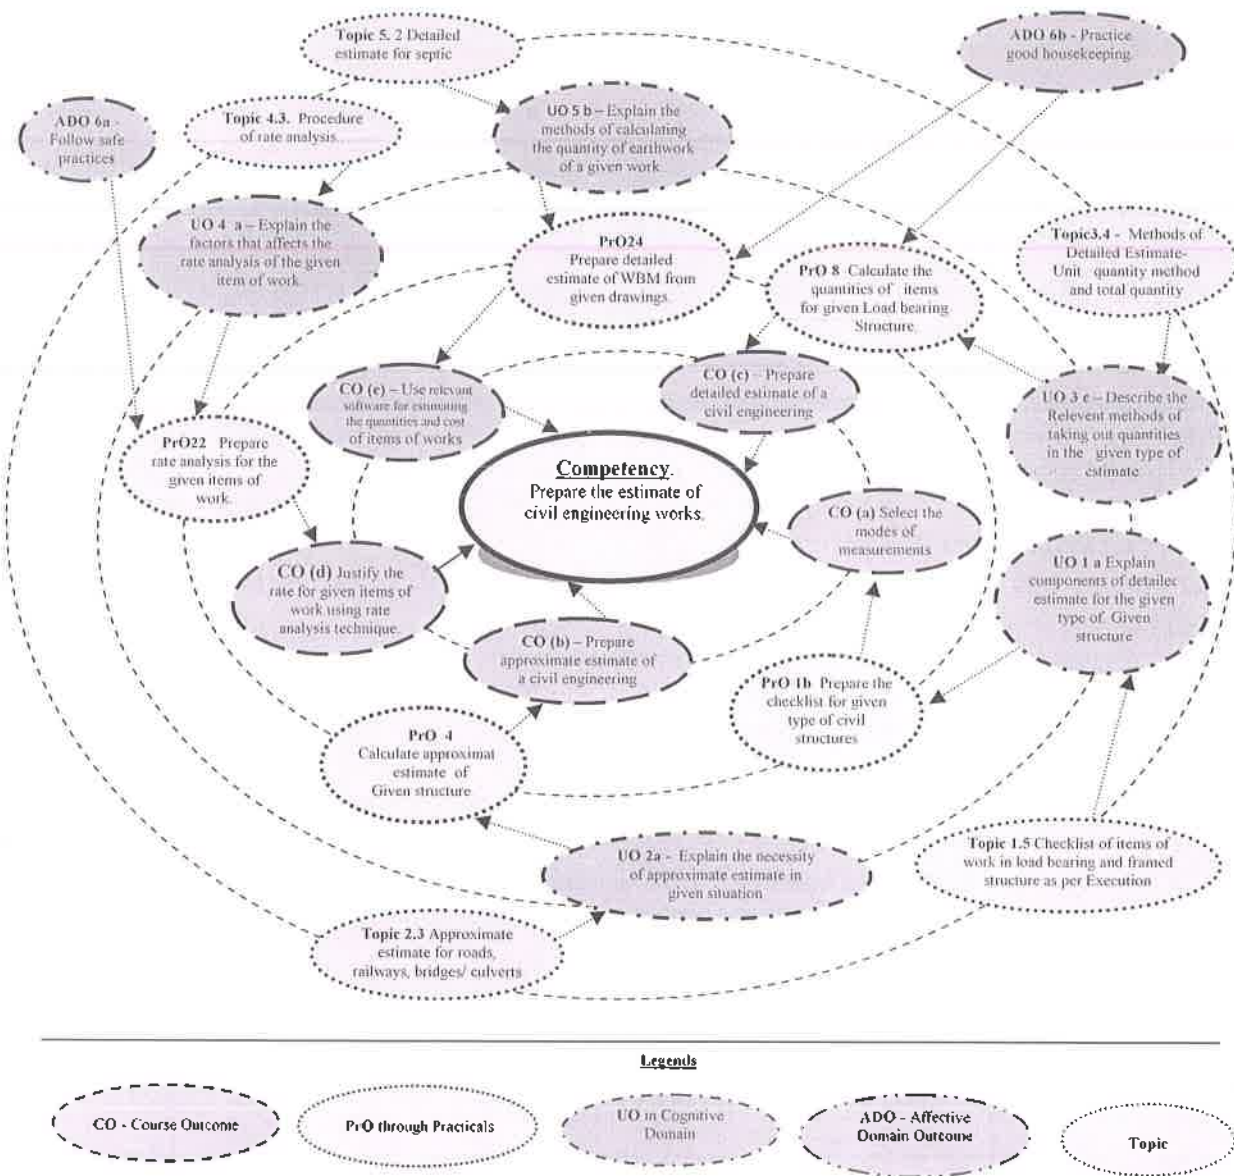 Topic 5. 2 Detailed
estimate for septic
ADO 6b - Practice
good housekeeping.
ADO 6a -
Follow safe
practices
Topic 4.3. Procedure
of rate analysis.
UO 5 b – Explain the
methods of calculating
the quantity of earthwork
of a given work.
UO 4 a – Explain the
factors that affects the
rate analysis of the given
item of work.
PrO24
Prepare detailed
estimate of WBM from
given drawings.
PrO 8 Calculate the
quantities of items
for given Load bearing
Structure.
Topic3.4 - Methods of
Detailed Estimate-
Unit quantity method
and total quantity
CO (e) – Use relevant
software for estimating
the quantities and cost
of items of works
CO (c) – Prepare
detailed estimate of a
civil engineering
UO 3 c – Describe the
Relevent methods of
taking out quantities
in the given type of
estimate.
PrO22 Prepare
rate analysis for the
given items of
work.
Competency.
Prepare the estimate of
civil engineering works.
CO (a) Select the
modes of
measurements
CO (d) Justify the
rate for given items of
work using rate
analysis technique.
UO 1 a Explain
components of detailec
estimate for the given
type of Given
structure
CO (b) – Prepare
approximate estimate of
a civil engineering
PrO 1b Prepare the
checklist for given
type of civil
structures
PrO 4
Calculate approximat
estimate of
Given structure
UO 2a - Explain the necessity
of approximate estimate in
given situation
Topic 1.5 Checklist of items of
work in load bearing and framed
structure as per Execution
Topic 2.3 Approximate
estimate for roads,
railways, bridges/ culverts
Legends
CO - Course Outcome
PrO through Practicals
UO in Cognitive
Domain
ADO - Affective
Domain Outcome
Topic